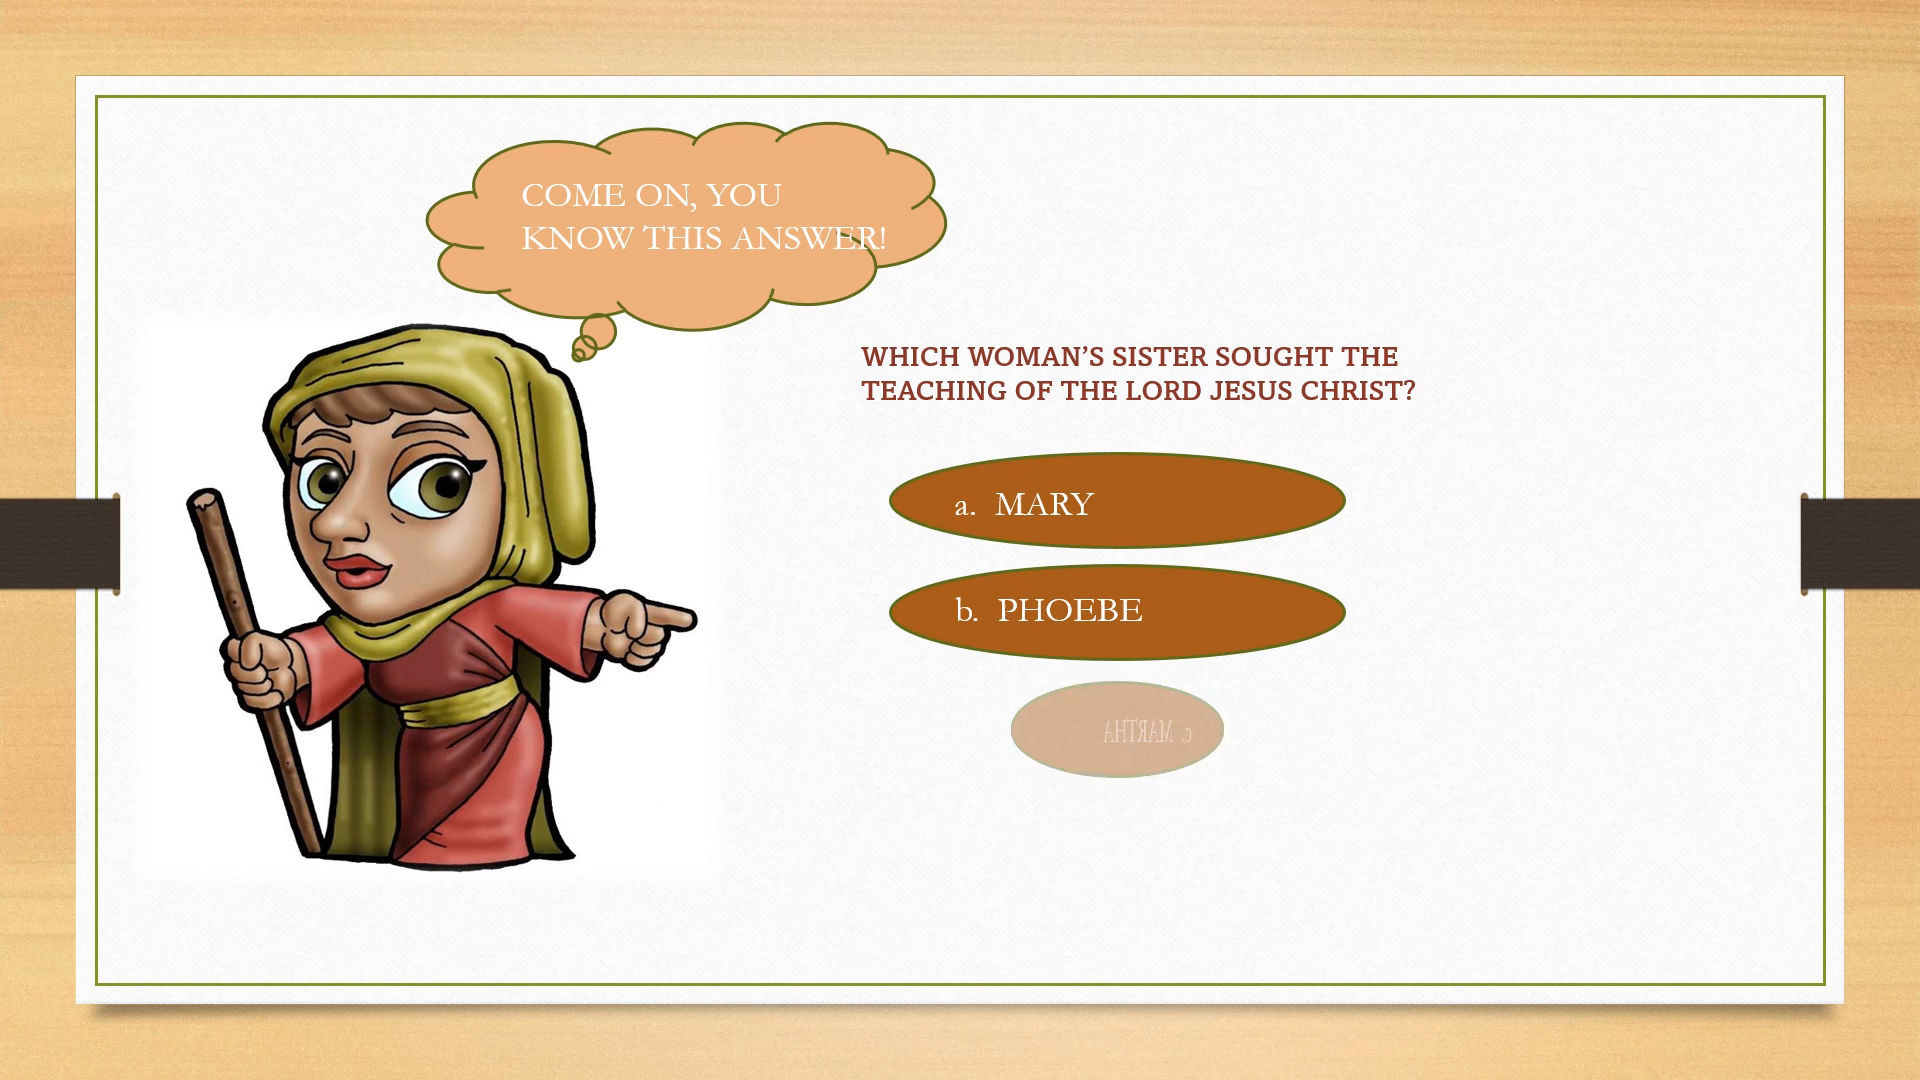 COME ON, YOU
KNOW THIS ANSWER!
WHICH WOMAN’S SISTER SOUGHT THE
TEACHING OF THE LORD JESUS CHRIST?
a. MARY
b. PHOEBE
c. MARTHA